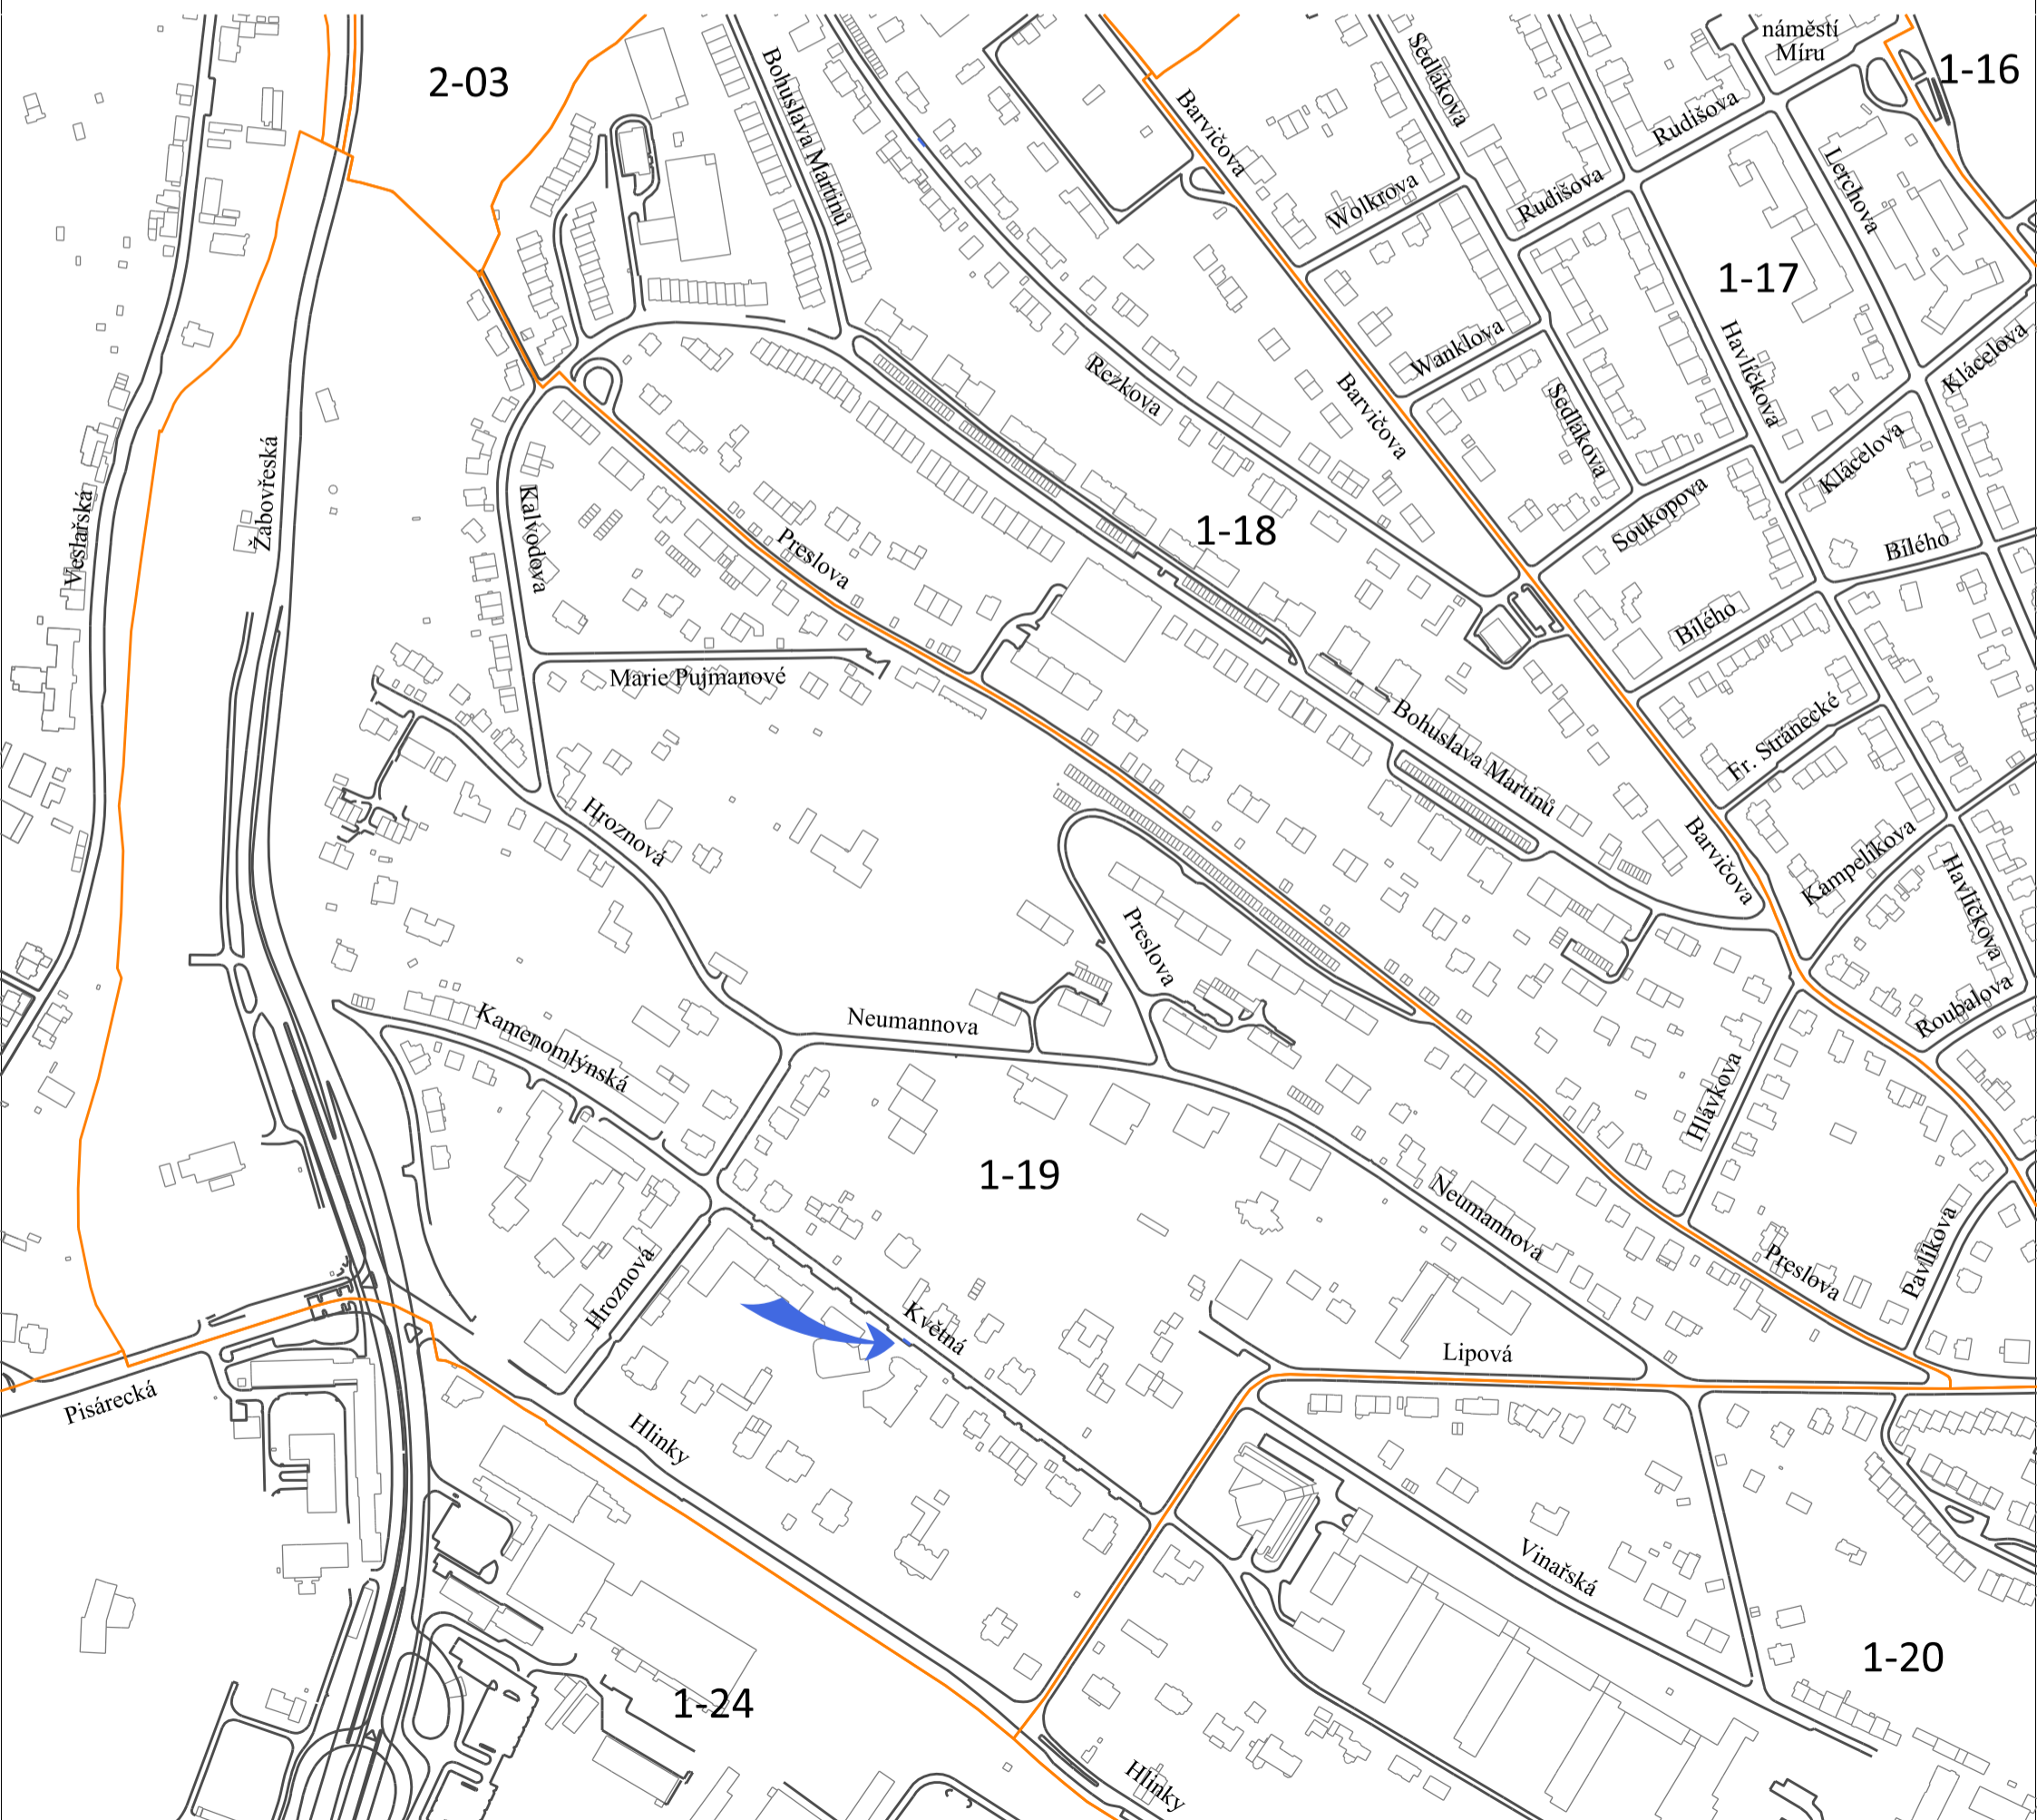 náměstí
Míru
1-16
2-03
Bohuslava Martinů
Sedlákova
Barvičova
Rudišova
Lerchova
Wolkrova
Rudišova
1-17
Havlíčkova
Klácelova
Wanklova
Rezkova
Barvičova
Sedlákova
Klácelova
Žabovřeská
Veslařská
Kalvodova
Preslova
1-18
Soukopova
Bílého
Bílého
Marie Pujmanové
Bohuslava Martinů
Fr. Stránecké
Hroznová
Barvičova
Kampelíkova
Havlíčkova
Preslova
Roubalova
Kamenomlýnská
Neumannova
Hlávkova
1-19
Neumannova
Preslova
Pavlíkova
Hroznová
Květná
Lipová
Pisárecká
Hlinky
Vinařská
1-20
1-24
Hlinky